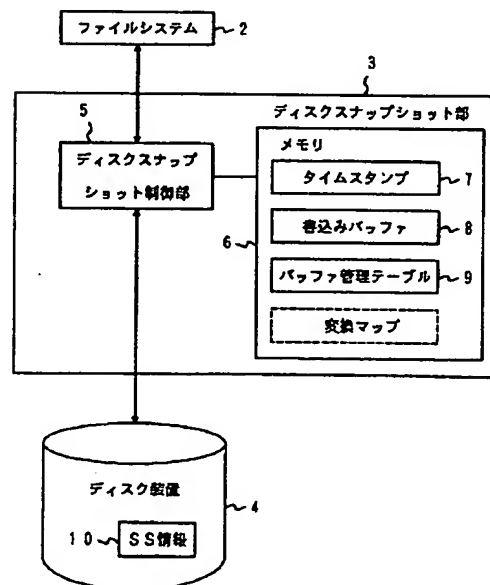 ファイルシステム
2
3
ディスクスナップショット部
5
ディスクスナップ
ショット制御部
メモリ
タイムスタンプ
7
書込みバッファ
8
6
バッファ管理テーブル
9
変換マップ
ディスク装置
4
10
SS情報